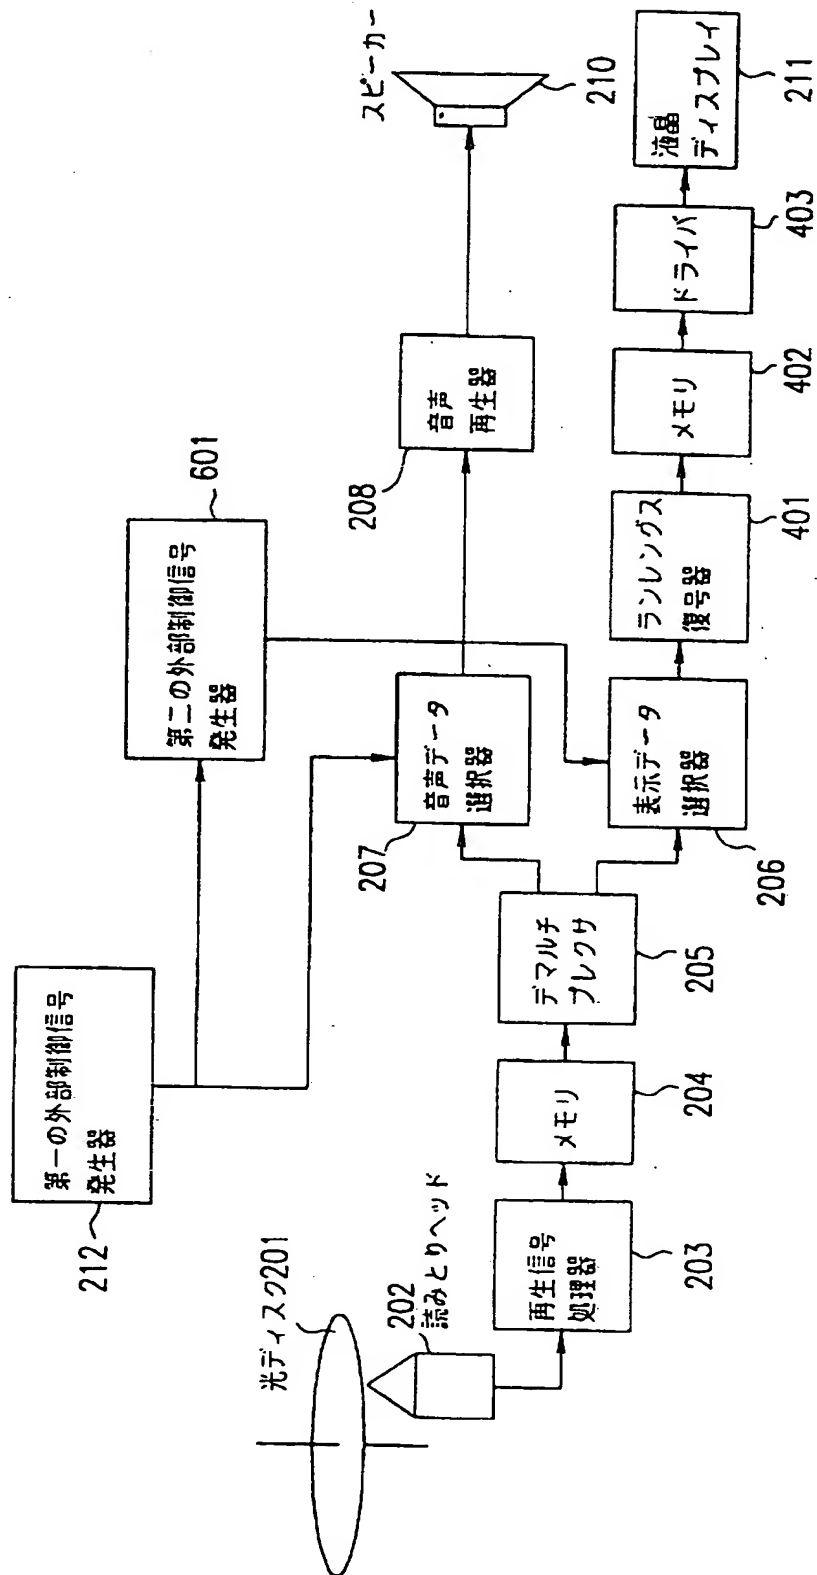 第一の外部制御信号
発生器
212
第二の外部制御信号
発生器
601
光ディスク201
202
読みとりヘッド
再生信号
処理器
203
メモリ
204
デマルチ
プレクサ
205
音声データ
選択器
207
表示データ
選択器
206
音声
再生器
208
スピーカー
210
ランレングス
復号器
401
メモリ
402
ドライバ
403
液晶
ディスプレイ
211